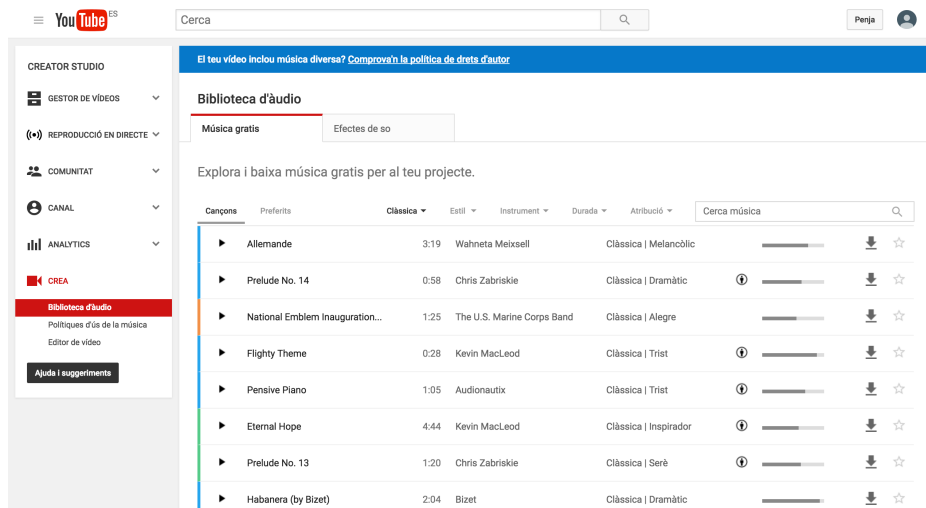 YouTube ES
Cerca
Penja
CREATOR STUDIO
GESTOR DE VÍDEOS
REPRODUCCIÓ EN DIRECTE
COMUNITAT
CANAL
ANALYTICS
CREA
Biblioteca d'àudio
Polítiques d'ús de la música
Editor de vídeo
Ajuda i suggeriments
El teu vídeo inclou música diversa? Comprova'n la política de drets d'autor
Biblioteca d'àudio
Música gratis Efectes de so
Explora i baixa música gratis per al teu projecte.
Cançons Preferits Clàssica Estil Instrument Durada Atribució Cerca música
Allemande 3:19 Wahneta Meixsell Clàssica | Melancòlic
Prelude No. 14 0:58 Chris Zabriskie Clàssica | Dramàtic
National Emblem Inauguration... 1:25 The U.S. Marine Corps Band Clàssica | Alegre
Flighty Theme 0:28 Kevin MacLeod Clàssica | Trist
Pensive Piano 1:05 Audionautix Clàssica | Trist
Eternal Hope 4:44 Kevin MacLeod Clàssica | Inspirador
Prelude No. 13 1:20 Chris Zabriskie Clàssica | Serè
Habanera (by Bizet) 2:04 Bizet Clàssica | Dramàtic